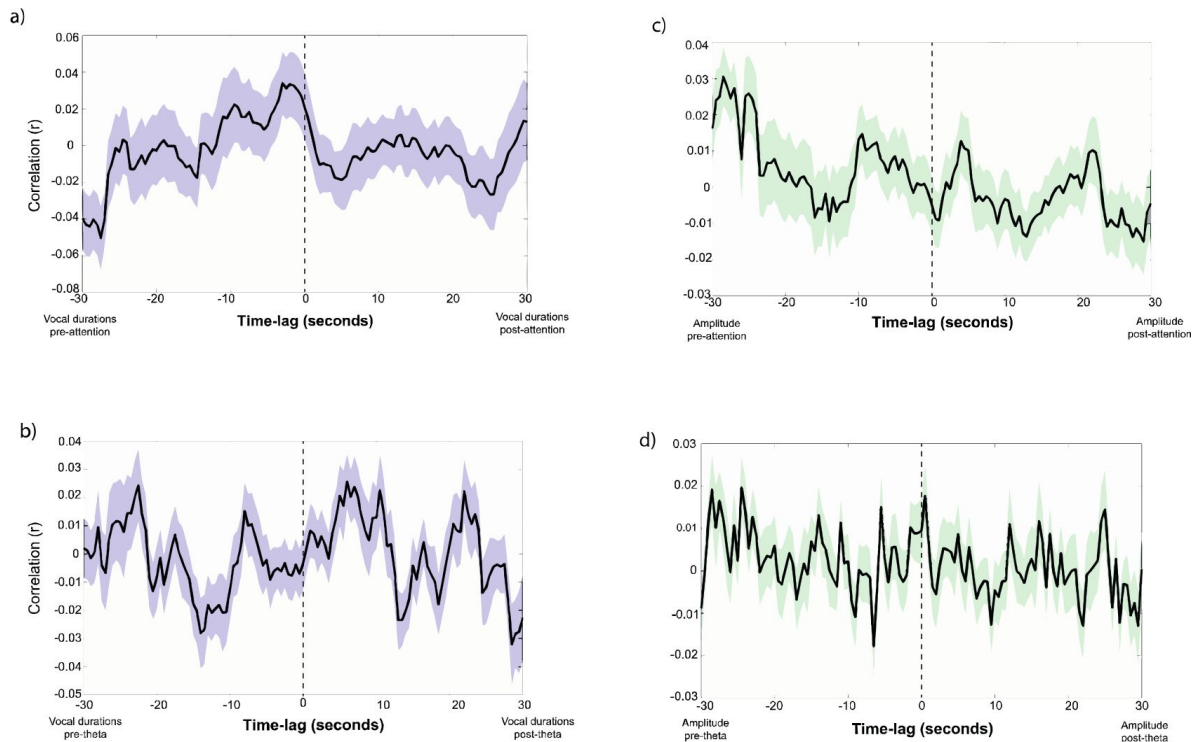 a)
0.06
0.04
0.02
0
-0.02
-0.04
-0.06
-0.08
Correlation (r)
-30 -20 -10 0 10 20 30
Vocal durations
pre-attention
Time-lag (seconds)
Vocal durations
post-attention
c)
0.04
0.03
0.02
0.01
0
-0.01
-0.02
-0.03
-30 -20 -10 0 10 20 30
Amplitude
pre-attention
Time-lag (seconds)
Amplitude
post-attention
b)
0.04
0.03
0.02
0.01
0
-0.01
-0.02
-0.03
-0.04
-0.05
Correlation (r)
-30 -20 -10 0 10 20 30
Vocal durations
pre-theta
Time-lag (seconds)
Vocal durations
post-theta
d)
0.03
0.02
0.01
0
-0.01
-0.02
-0.03
-30 -20 -10 0 10 20 30
Amplitude
pre-theta
Time-lag (seconds)
Amplitude
post-theta